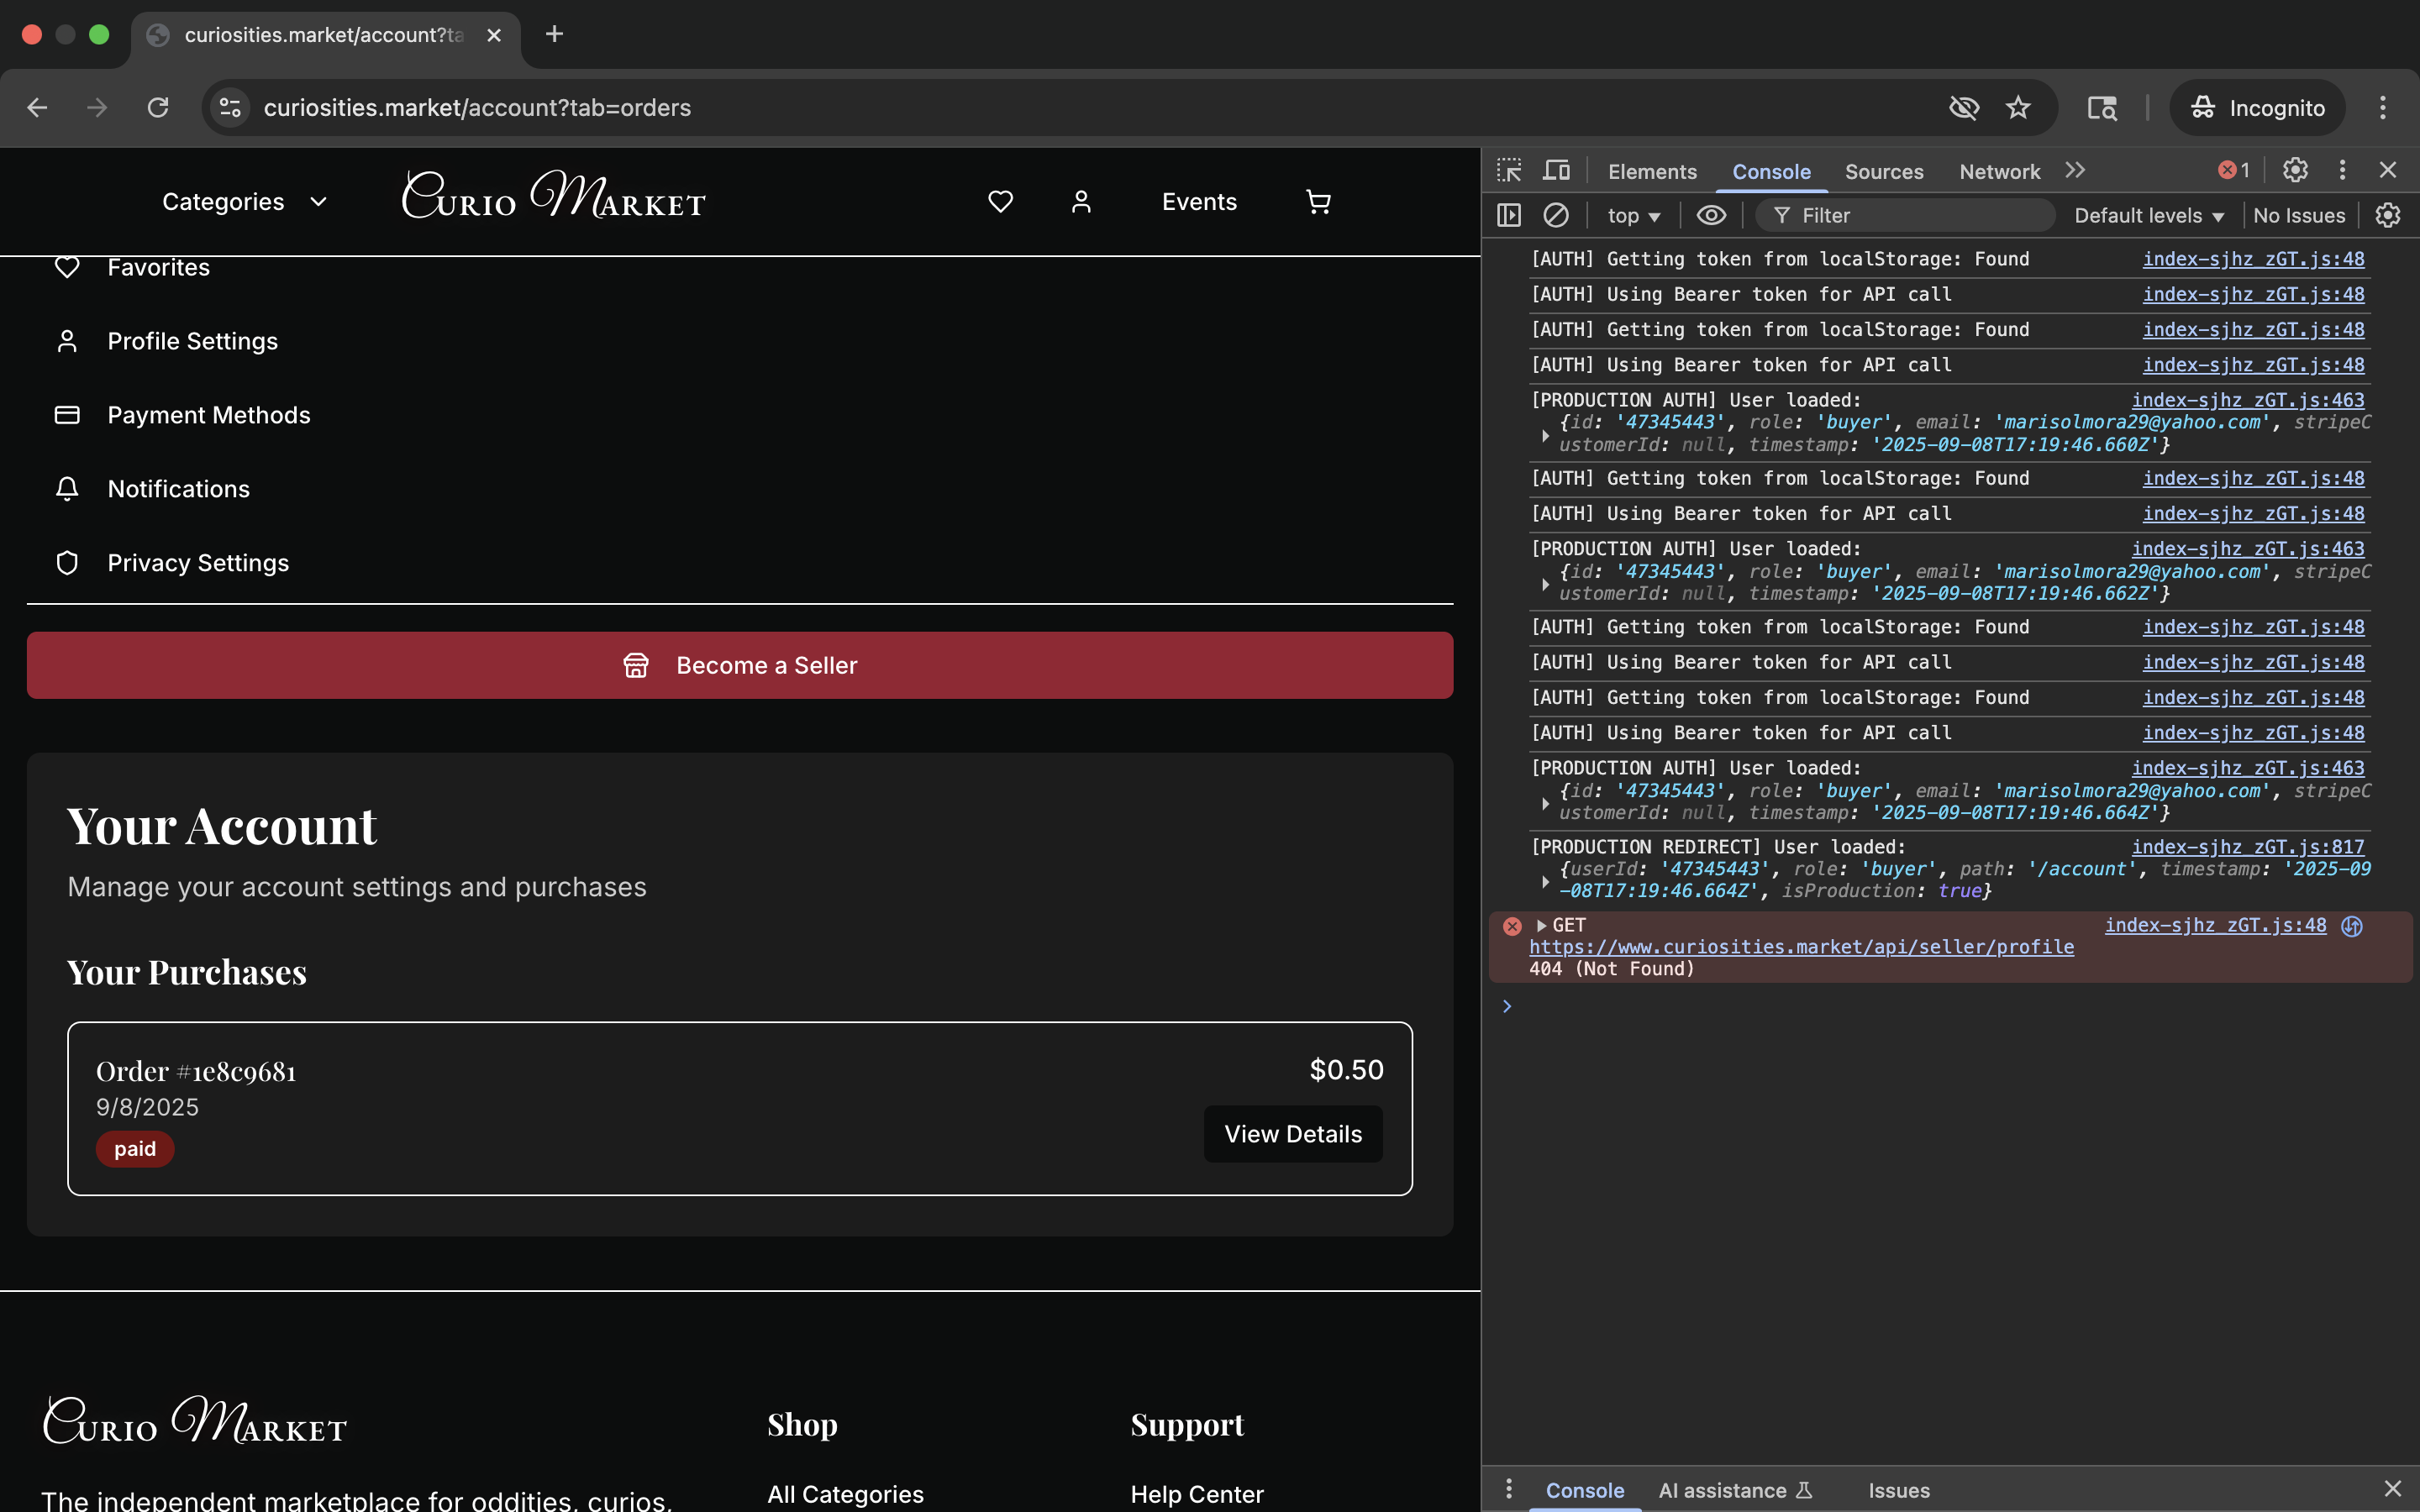 curiosities.market/account?ta
curiosities.market/account?tab=orders
Incognito
Categories
Curio Market
Events
Favorites
Profile Settings
Payment Methods
Notifications
Privacy Settings
Become a Seller
Your Account
Manage your account settings and purchases
Your Purchases
Order #1e8c9681
$0.50
9/8/2025
paid
View Details
Curio Market
Shop
Support
The independent marketplace for oddities, curios,
All Categories
Help Center
Elements
Console
Sources
Network
1
top
Filter
Default levels
No Issues
[AUTH] Getting token from localStorage: Found index-sjhz_zGT.js:48
[AUTH] Using Bearer token for API call index-sjhz_zGT.js:48
[AUTH] Getting token from localStorage: Found index-sjhz_zGT.js:48
[AUTH] Using Bearer token for API call index-sjhz_zGT.js:48
[PRODUCTION AUTH] User loaded: index-sjhz_zGT.js:463
{id: '47345443', role: 'buyer', email: 'marisolmora29@yahoo.com', stripeC
ustomerId: null, timestamp: '2025-09-08T17:19:46.660Z'}
[AUTH] Getting token from localStorage: Found index-sjhz_zGT.js:48
[AUTH] Using Bearer token for API call index-sjhz_zGT.js:48
[PRODUCTION AUTH] User loaded: index-sjhz_zGT.js:463
{id: '47345443', role: 'buyer', email: 'marisolmora29@yahoo.com', stripeC
ustomerId: null, timestamp: '2025-09-08T17:19:46.662Z'}
[AUTH] Getting token from localStorage: Found index-sjhz_zGT.js:48
[AUTH] Using Bearer token for API call index-sjhz_zGT.js:48
[AUTH] Getting token from localStorage: Found index-sjhz_zGT.js:48
[AUTH] Using Bearer token for API call index-sjhz_zGT.js:48
[PRODUCTION AUTH] User loaded: index-sjhz_zGT.js:463
{id: '47345443', role: 'buyer', email: 'marisolmora29@yahoo.com', stripeC
ustomerId: null, timestamp: '2025-09-08T17:19:46.664Z'}
[PRODUCTION REDIRECT] User loaded: index-sjhz_zGT.js:817
{userId: '47345443', role: 'buyer', path: '/account', timestamp: '2025-09
-08T17:19:46.664Z', isProduction: true}
GET index-sjhz_zGT.js:48
https://www.curiosities.market/api/seller/profile
404 (Not Found)
Console
AI assistance
Issues